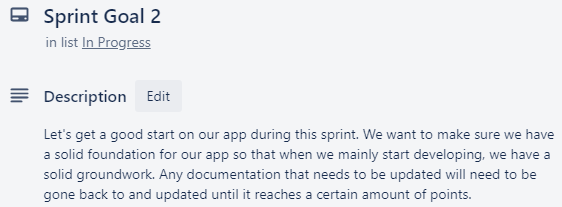 Sprint Goal 2
in list In Progress
Description Edit
Let's get a good start on our app during this sprint. We want to make sure we have
a solid foundation for our app so that when we mainly start developing, we have a
solid groundwork. Any documentation that needs to be updated will need to be
gone back to and updated until it reaches a certain amount of points.